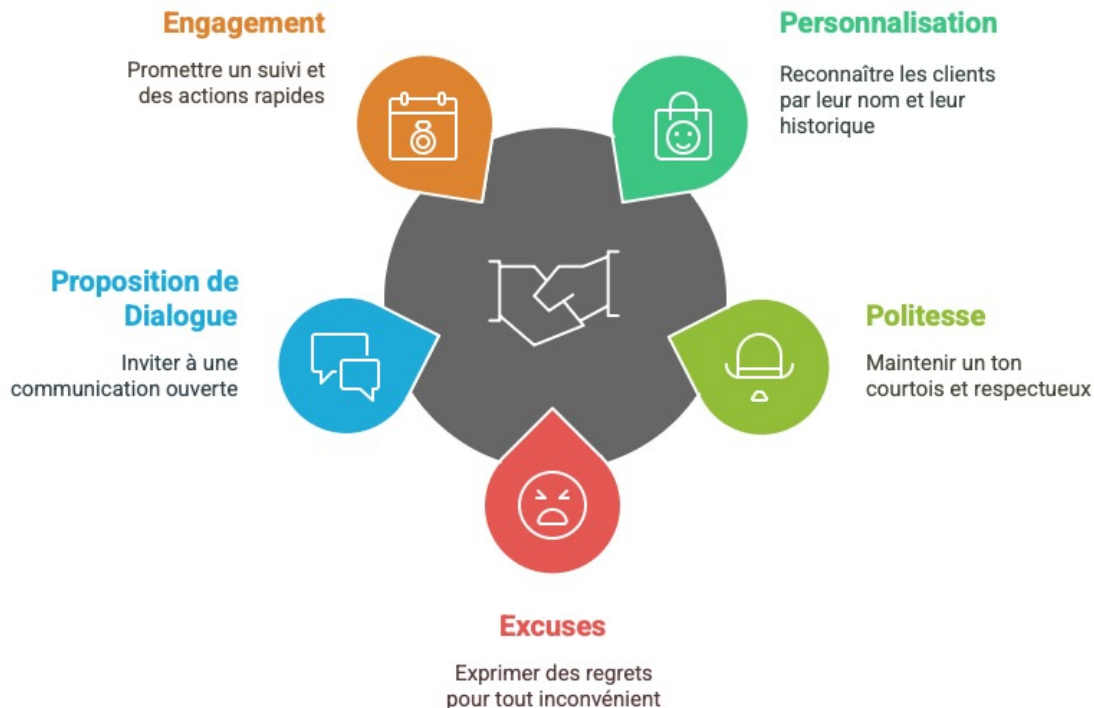 Engagement
Promettre un suivi et
des actions rapides
Personnalisation
Reconnaître les clients
par leur nom et leur
historique
Proposition de
Dialogue
Inviter à une
communication ouverte
Politesse
Maintenir un ton
courtois et respectueux
Excuses
Exprimer des regrets
pour tout inconvénient